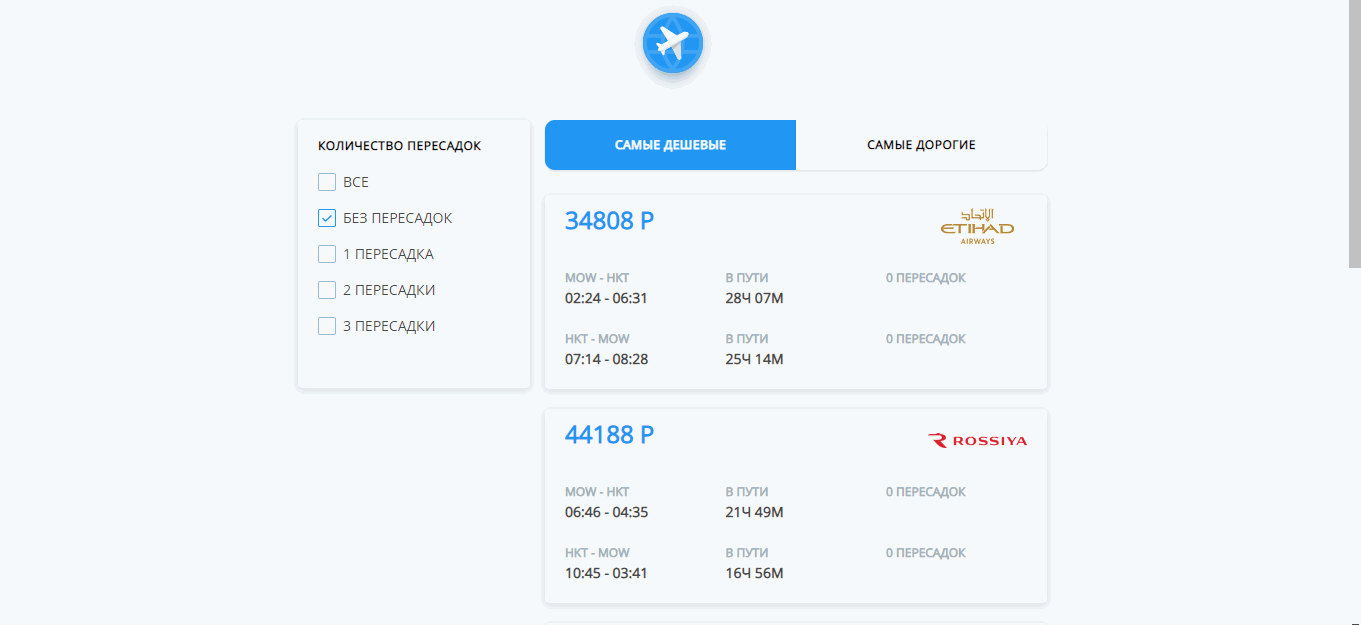 КОЛИЧЕСТВО ПЕРЕСАДОК
ВСЕ
БЕЗ ПЕРЕСАДОК
1 ПЕРЕСАДКА
2 ПЕРЕСАДКИ
3 ПЕРЕСАДКИ
САМЫЕ ДЕШЕВЫЕ САМЫЕ ДОРОГИЕ
34808 Р
الإتحاد
ETIHAD
AIRWAYS
MOW - HKT В ПУТИ 0 ПЕРЕСАДОК
02:24 - 06:31 28Ч 07М
HKT - MOW В ПУТИ 0 ПЕРЕСАДОК
07:14 - 08:28 25Ч 14М
44188 Р
ROSSIYA
MOW - HKT В ПУТИ 0 ПЕРЕСАДОК
06:46 - 04:35 21Ч 49М
HKT - MOW В ПУТИ 0 ПЕРЕСАДОК
10:45 - 03:41 16Ч 56М